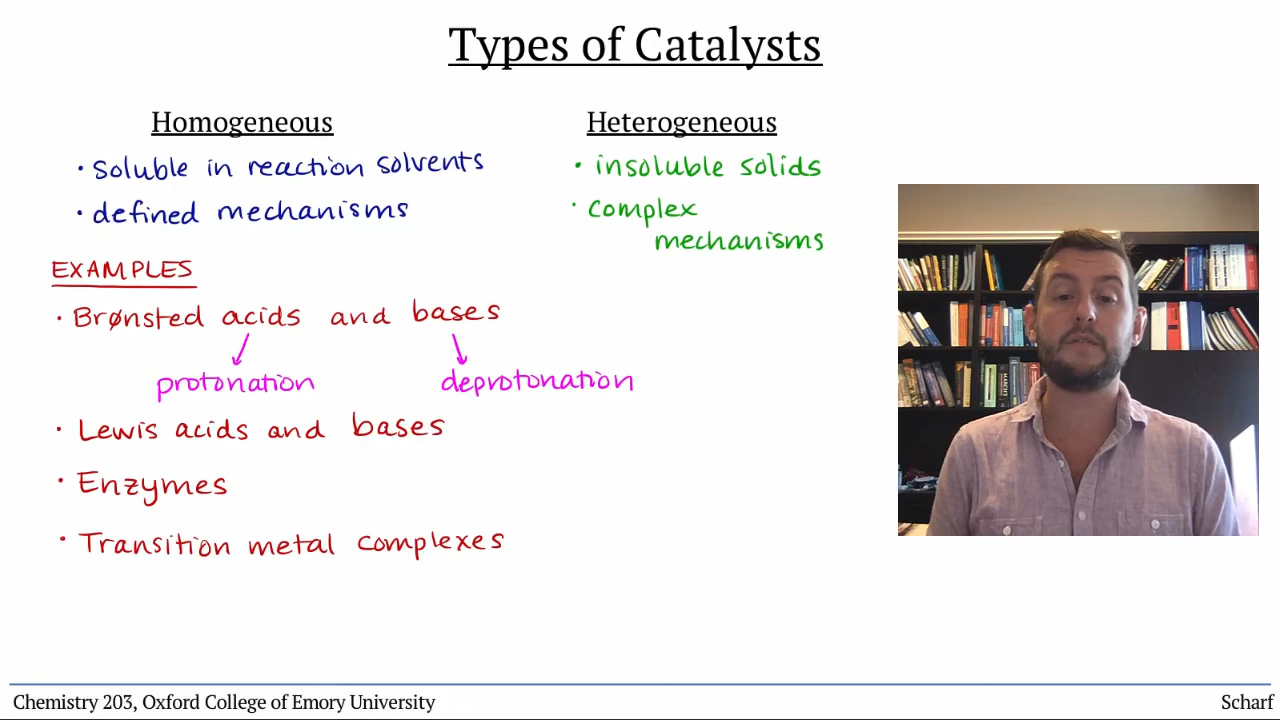 Types of Catalysts
Homogeneous
• Soluble in reaction solvents
• defined mechanisms
Heterogeneous
• insoluble solids
• Complex
mechanisms
EXAMPLES
• Brønsted acids and bases
protonation
deprotonation
• Lewis acids and bases
• Enzymes
• Transition metal complexes
Chemistry 203, Oxford College of Emory University
Scharf